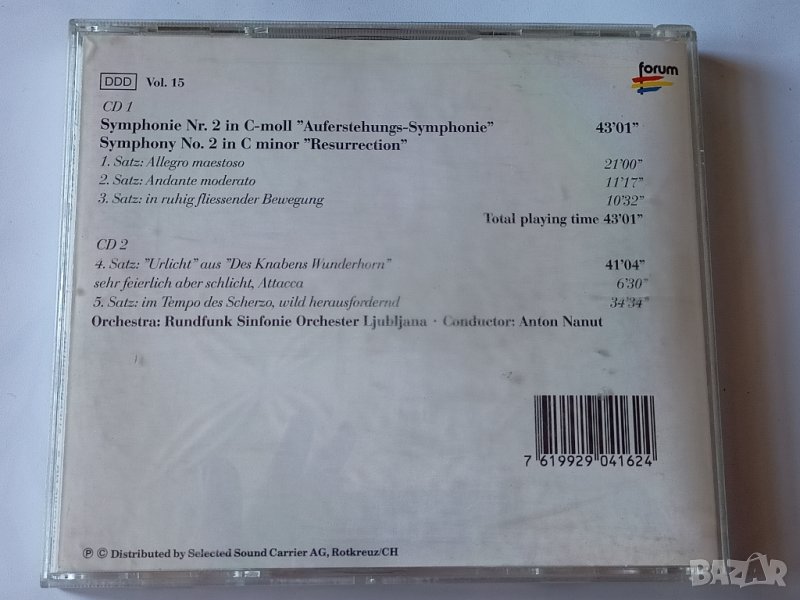 DDD Vol. 15
forum
CD 1
Symphonie Nr. 2 in C-moll "Auferstehungs-Symphonie" 43'01"
Symphony No. 2 in C minor "Resurrection"
1. Satz: Allegro maestoso 21'00"
2. Satz: Andante moderato 11'17"
3. Satz: in ruhig fliessender Bewegung 10'32"
Total playing time 43'01"
CD 2
4. Satz: "Urlicht" aus "Des Knabens Wunderhorn" 41'04"
sehr feierlich aber schlicht, Attacca 6'30"
5. Satz: im Tempo des Scherzo, wild herausfordernd 34'34"
Orchestra: Rundfunk Sinfonie Orchester Ljubljana · Conductor: Anton Nanut
7 619929 041624
℗ © Distributed by Selected Sound Carrier AG, Rotkreuz/CH
BAZAR